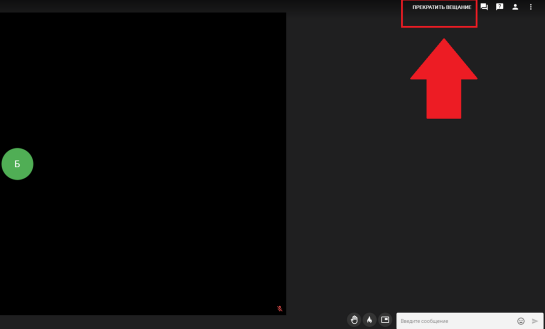 ПРЕКРАТИТЬ ВЕЩАНИЕ
Б
Введите сообщение